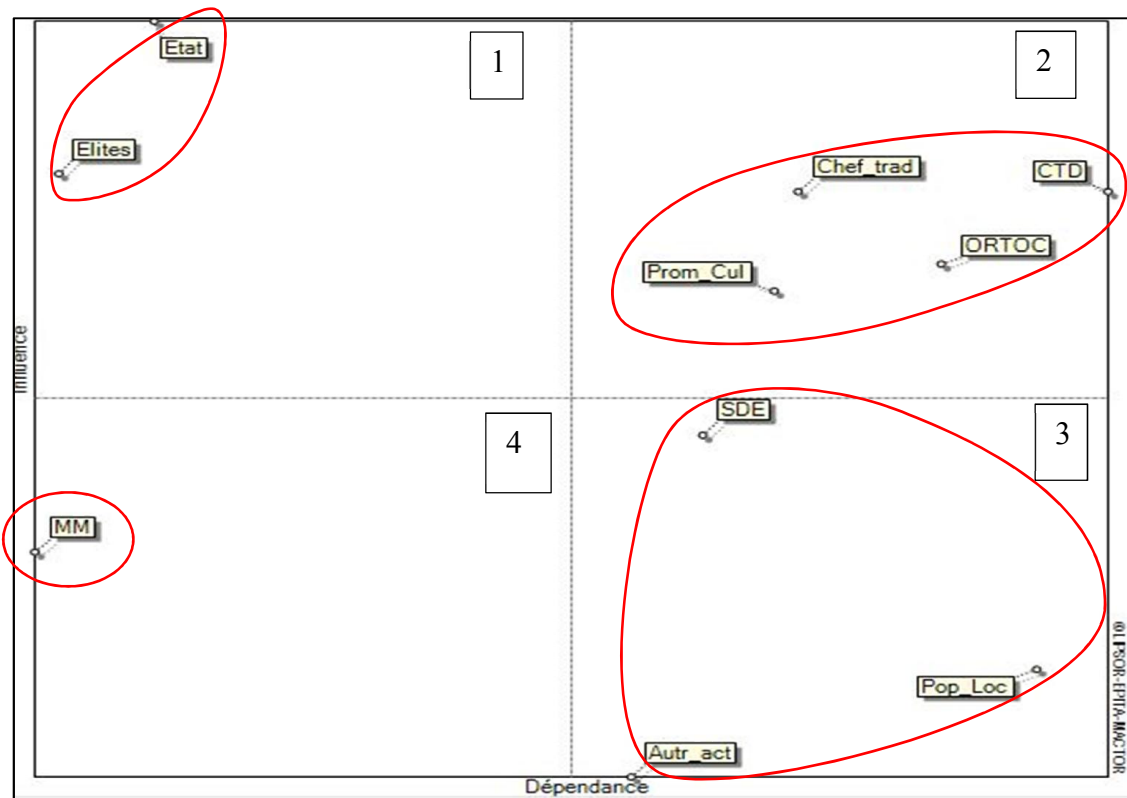 Etat
1
2
Elites
Chef_trad
CTD
ORTOC
Prom_Cul
Influence
SDE
4
3
MM
Pop_Loc
Autr_act
Dépendance
© LIPSOR-EPITA-MACTOR